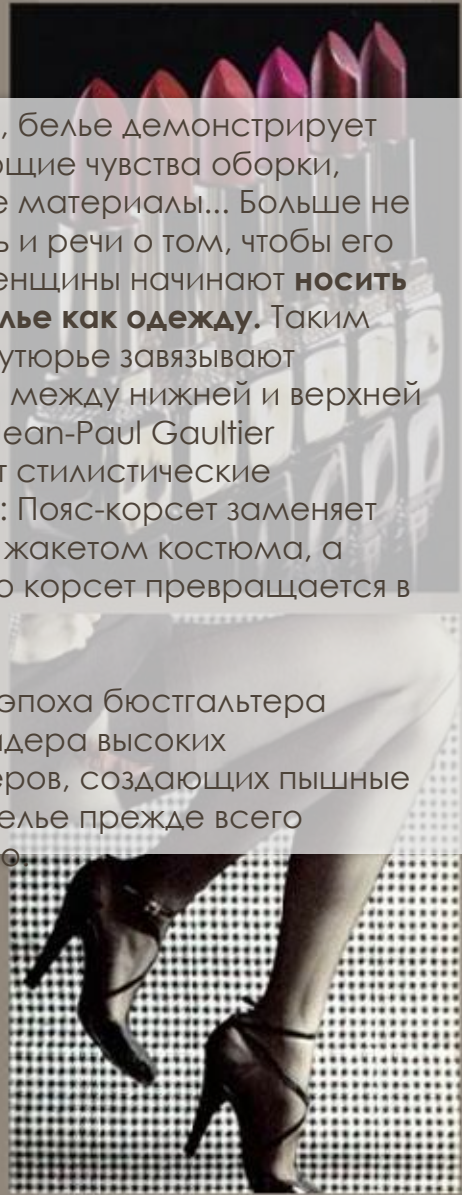 , белье демонстрирует
ющие чувства оборки,
е материалы... Больше не
ь и речи о том, чтобы его
енщины начинают носить
лье как одежду. Таким
утюрье завязывают
между нижней и верхней
ean-Paul Gaultier
т стилистические
: Пояс-корсет заменяет
жакетом костюма, а
о корсет превращается в
эпоха бюстгальтера
дера высоких
еров, создающих пышные
елье прежде всего
о.